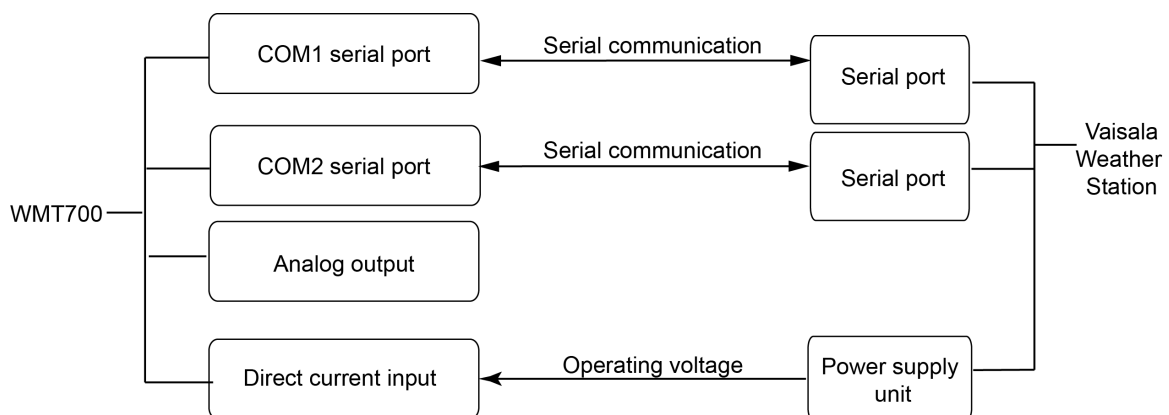 COM1 serial port
Serial communication
Serial port
COM2 serial port
Serial communication
Serial port
Vaisala
Weather
Station
WMT700
Analog output
Direct current input
Operating voltage
Power supply
unit